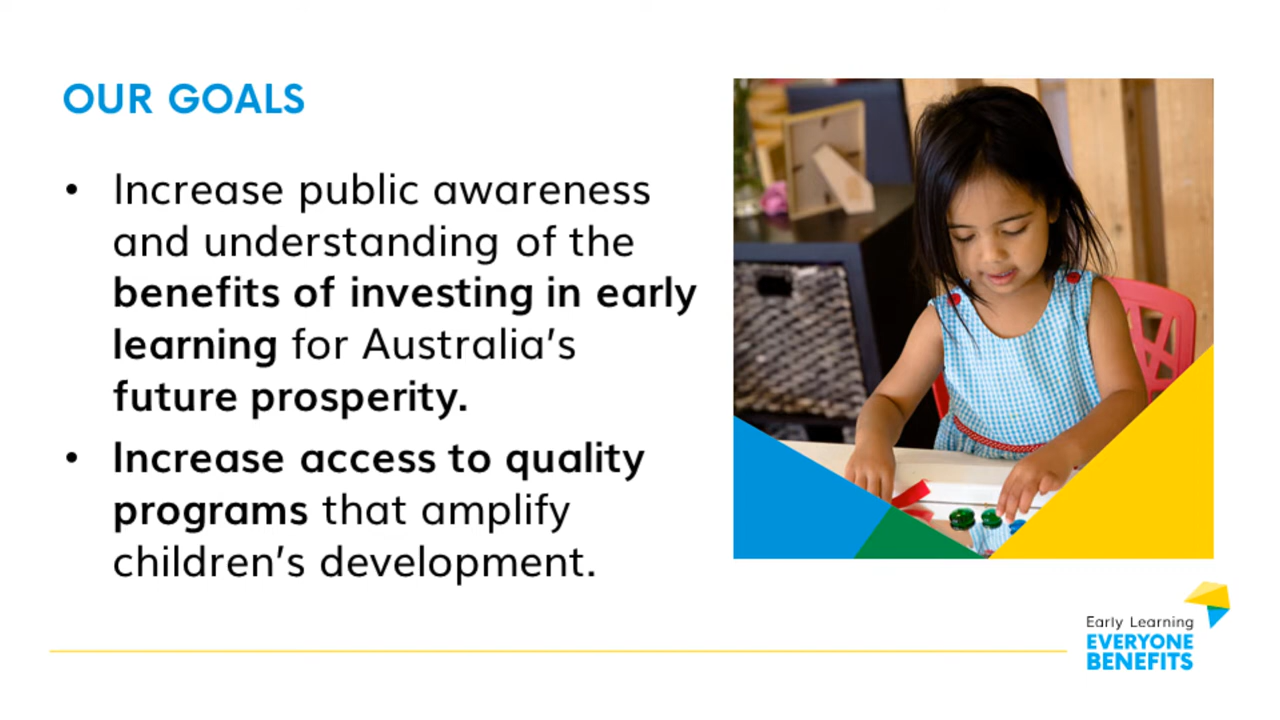 OUR GOALS
• Increase public awareness
and understanding of the
benefits of investing in early
learning for Australia’s
future prosperity.
• Increase access to quality
programs that amplify
children’s development.
Early Learning
EVERYONE
BENEFITS